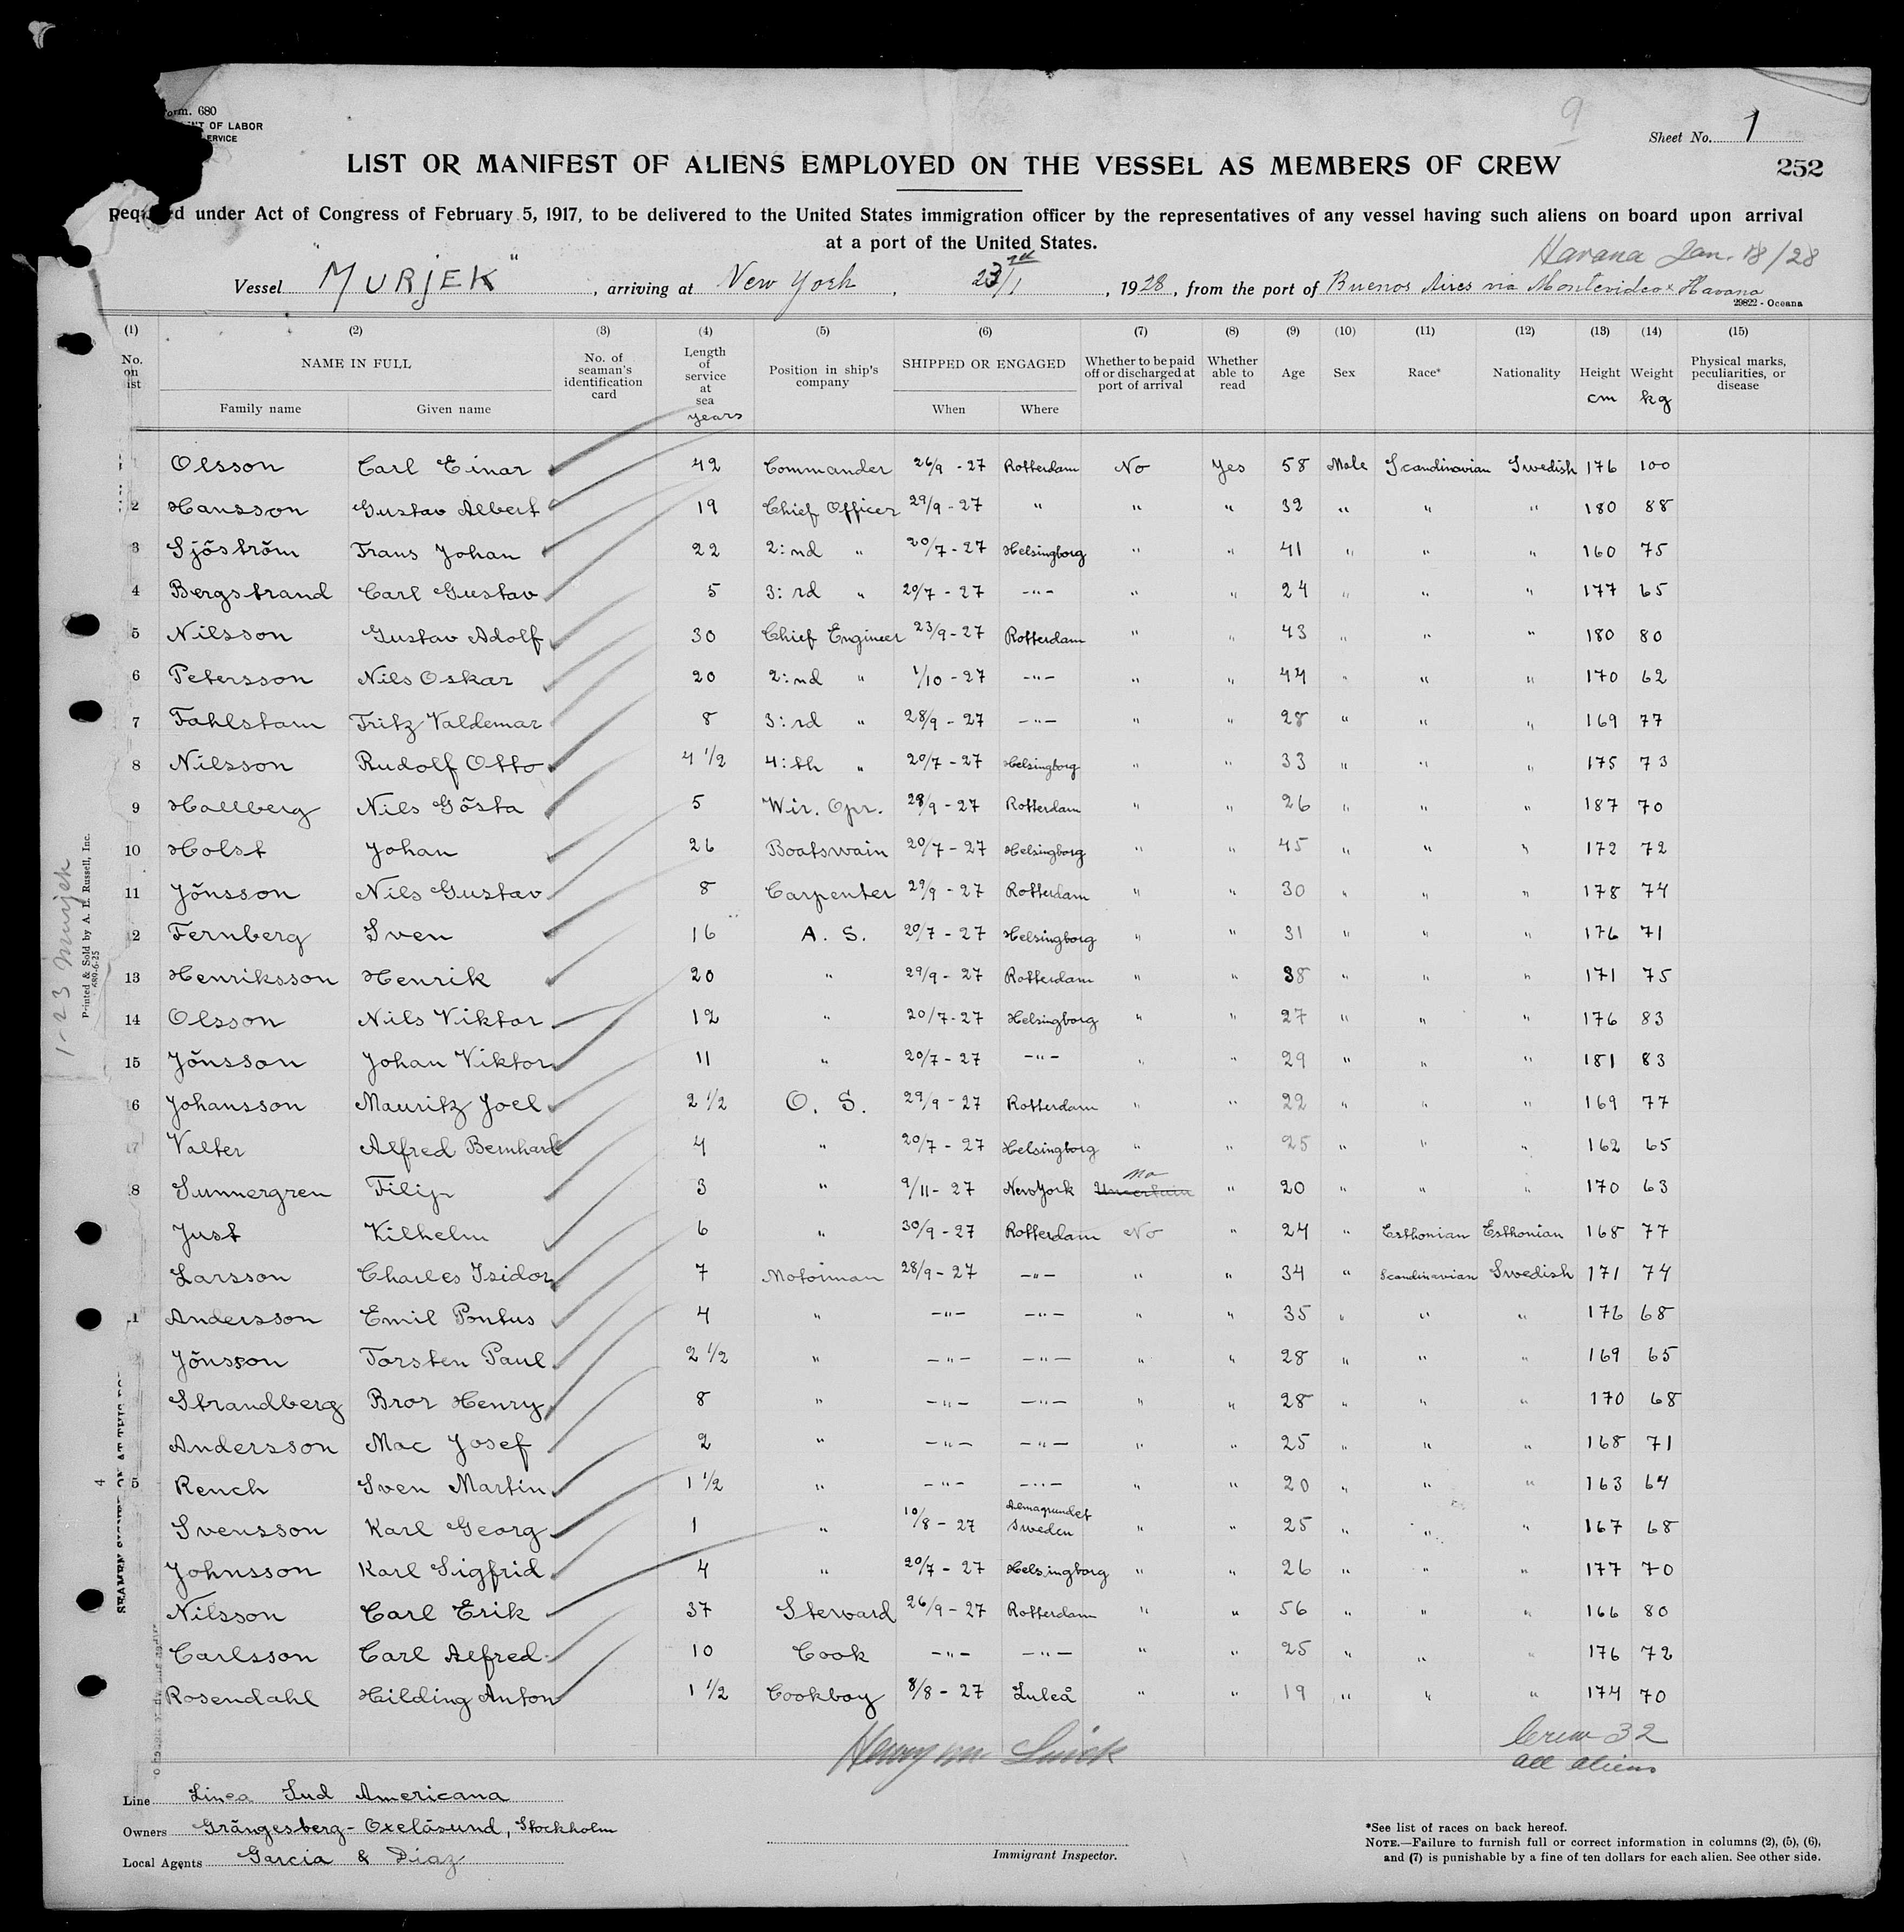 Form. 680
OF LABOR
SERVICE
9
Sheet No. 1
LIST OR MANIFEST OF ALIENS EMPLOYED ON THE VESSEL AS MEMBERS OF CREW
252
Required under Act of Congress of February 5, 1917, to be delivered to the United States immigration officer by the representatives of any vessel having such aliens on board upon arrival
at a port of the United States.
Havana Jan. 18/28
Vessel "MURJEK", arriving at New York, 23/1, 1928, from the port of Buenos Aires via Montevideo x Havana
29822 - Oceana
(1) (2) (3) (4) (5) (6) (7) (8) (9) (10) (11) (12) (13) (14) (15)
No. on list NAME IN FULL Family name Given name No. of seaman's identification card Length of service at sea years Position in ship's company SHIPPED OR ENGAGED When Where Whether to be paid off or discharged at port of arrival Whether able to read Age Sex Race* Nationality Height cm Weight kg Physical marks, peculiarities, or disease
Olsson Carl Einar 42 Commander 26/9 - 27 Rotterdam No Yes 58 Male Scandinavian Swedish 176 100
2 Hansson Gustav Albert 19 Chief Officer 29/9 - 27 " " " 32 " " " 180 88
3 Sjöström Frans Johan 22 2:nd " 20/7 - 27 Helsingborg " " 41 " " " 160 75
4 Bergstrand Carl Gustav 5 3:rd " 20/7 - 27 -"- " " 24 " " " 177 65
5 Nilsson Gustav Adolf 30 Chief Engineer 23/9 - 27 Rotterdam " " 43 " " " 180 80
6 Petersson Nils Oskar 20 2:nd " 1/10 - 27 -"- " " 44 " " " 170 62
7 Fahlstam Fritz Valdemar 8 3:rd " 28/9 - 27 -"- " " 28 " " " 169 77
8 Nilsson Rudolf Otto 4 1/2 4:th " 20/7 - 27 Helsingborg " " 33 " " " 175 73
9 Hallberg Nils Gösta 5 Wir. Opr. 28/9 - 27 Rotterdam " " 26 " " " 187 70
10 Holst Johan 26 Boatswain 20/7 - 27 Helsingborg " " 45 " " " 172 72
11 Jönsson Nils Gustav 8 Carpenter 29/9 - 27 Rotterdam " " 30 " " " 178 74
2 Fernberg Sven 16 A. S. 20/7 - 27 Helsingborg " " 31 " " " 176 71
13 Henriksson Henrik 20 " 29/9 - 27 Rotterdam " " 38 " " " 171 75
14 Olsson Nils Viktor 12 " 20/7 - 27 Helsingborg " " 27 " " " 176 83
15 Jönsson Johan Viktor 11 " 20/7 - 27 -"- " " 29 " " " 181 83
6 Johansson Mauritz Joel 2 1/2 O. S. 29/9 - 27 Rotterdam " " 22 " " " 169 77
7 Valter Alfred Bernhard 4 " 20/7 - 27 Helsingborg " " 25 " " " 162 65
8 Sunnergren Filip 3 " 9/11 - 27 New York Uncertain no " 20 " " " 170 63
Just Vilhelm 6 " 30/9 - 27 Rotterdam No " 24 " Esthonian Esthonian 168 77
Larsson Charles Isidor 7 Motorman 28/9 - 27 -"- " " 34 " Scandinavian Swedish 171 74
1 Andersson Emil Pontus 4 " -"- -"- " " 35 " " " 176 68
Jönsson Torsten Paul 2 1/2 " -"- -"- " " 28 " " " 169 65
Strandberg Bror Henry 8 " -"- -"- " " 28 " " " 170 68
Andersson Mac Josef 2 " -"- -"- " " 25 " " " 168 71
5 Rench Sven Martin 1 1/2 " -"- -"- " " 20 " " " 163 64
Svensson Karl Georg 1 " 10/8 - 27 Almagrundet Sweden " " 25 " " " 167 68
Johnsson Karl Sigfrid 4 " 20/7 - 27 Helsingborg " " 26 " " " 177 70
Nilsson Carl Erik 37 Steward 26/9 - 27 Rotterdam " " 56 " " " 166 80
Carlsson Carl Alfred 10 Cook -"- -"- " " 25 " " " 176 72
Rosendahl Hilding Anton 1 1/2 Cookboy 8/8 - 27 Luleå " " 19 " " " 174 70
Crew 32
all aliens
Line Linea Sud Americana
Owners Grängesberg-Oxelösund, Stockholm
Local Agents Garcia & Diaz
Immigrant Inspector.
*See list of races on back hereof.
NOTE.—Failure to furnish full or correct information in columns (2), (5), (6),
and (7) is punishable by a fine of ten dollars for each alien. See other side.
1-23 Murjek
Printed & Sold by A. H. Russell, Inc.
680-6-25
4